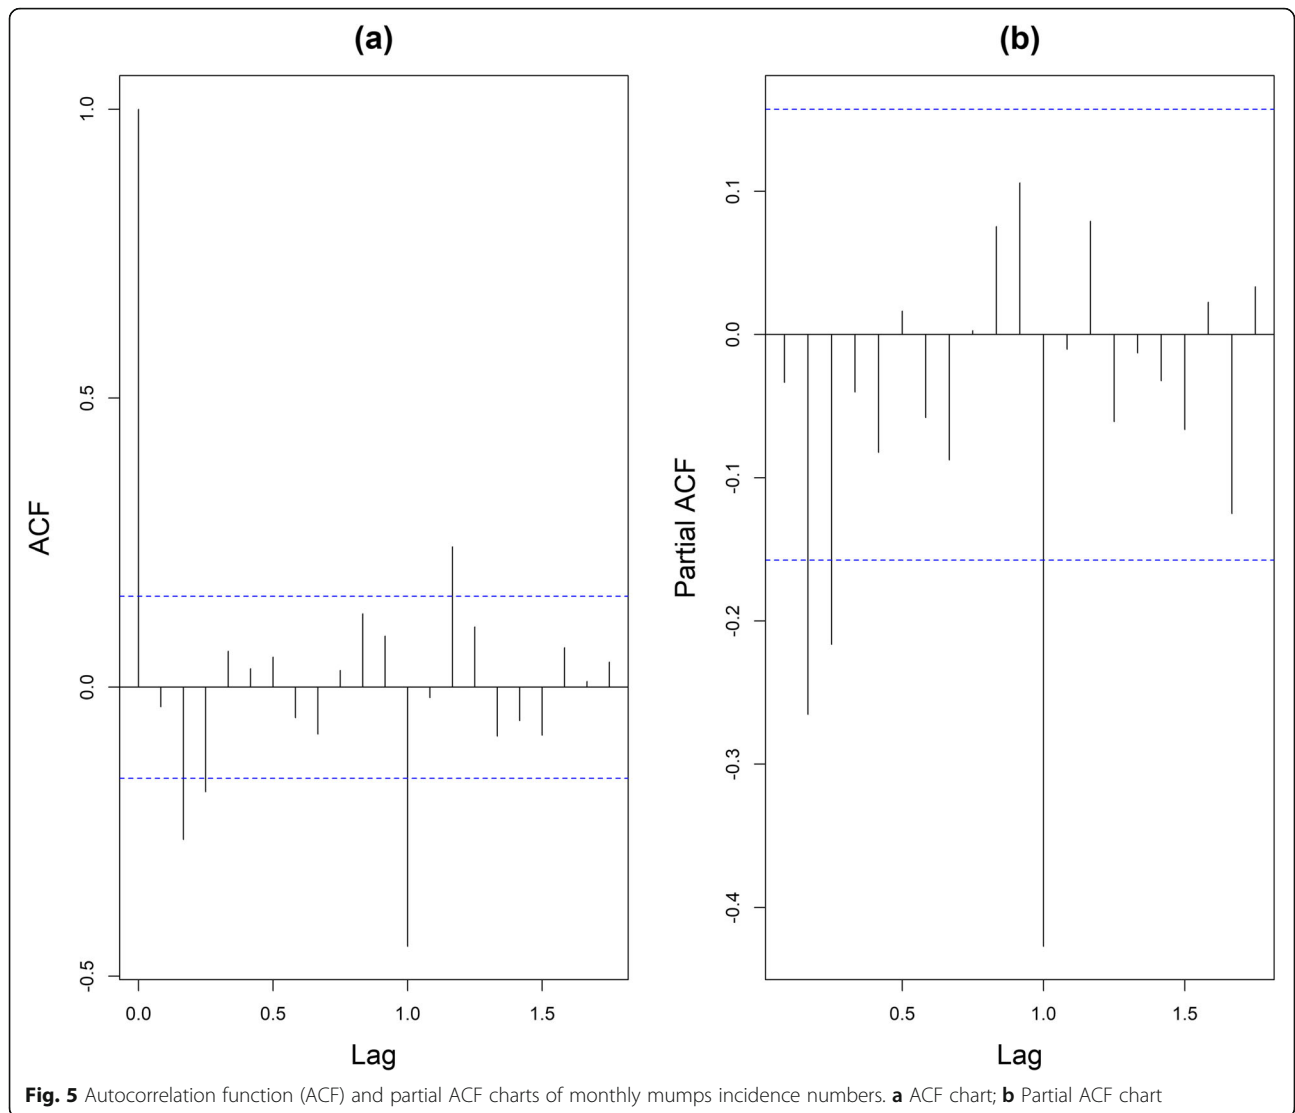 (a)
1.0
0.5
0.0
-0.5
ACF
0.0 0.5 1.0 1.5
Lag
(b)
0.1
0.0
-0.1
-0.2
-0.3
-0.4
Partial ACF
0.5 1.0 1.5
Lag
Fig. 5 Autocorrelation function (ACF) and partial ACF charts of monthly mumps incidence numbers. a ACF chart; b Partial ACF chart